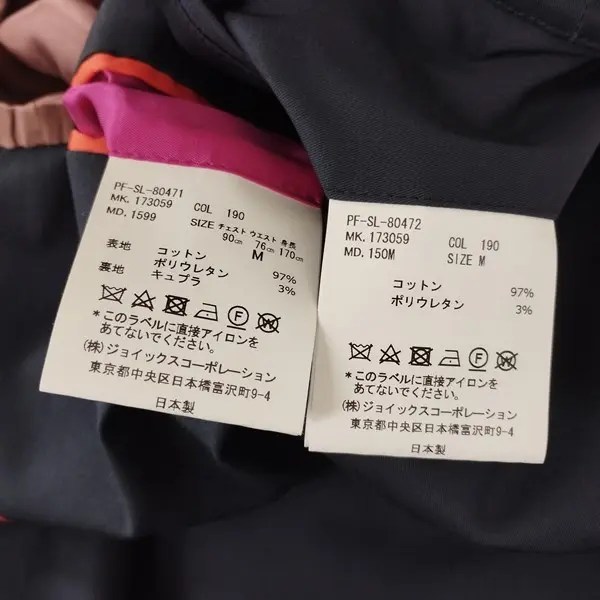 PF-SL-80471
MK. 173059 COL 190
MD. 1599
SIZE チェスト ウエスト 身長
90cm 76cm 170cm
M
表地 コットン 97%
ポリウレタン 3%
裏地 キュプラ
F W
*このラベルに直接アイロンを
あてないでください。
(株)ジョイックスコーポレーション
東京都中央区日本橋富沢町9-4
日本製
PF-SL-80472
MK. 173059 COL 190
MD. 150M SIZE M
コットン 97%
ポリウレタン 3%
F W
*このラベルに直接アイロンを
あてないでください。
(株)ジョイックスコーポレーション
東京都中央区日本橋富沢町9-4
日本製